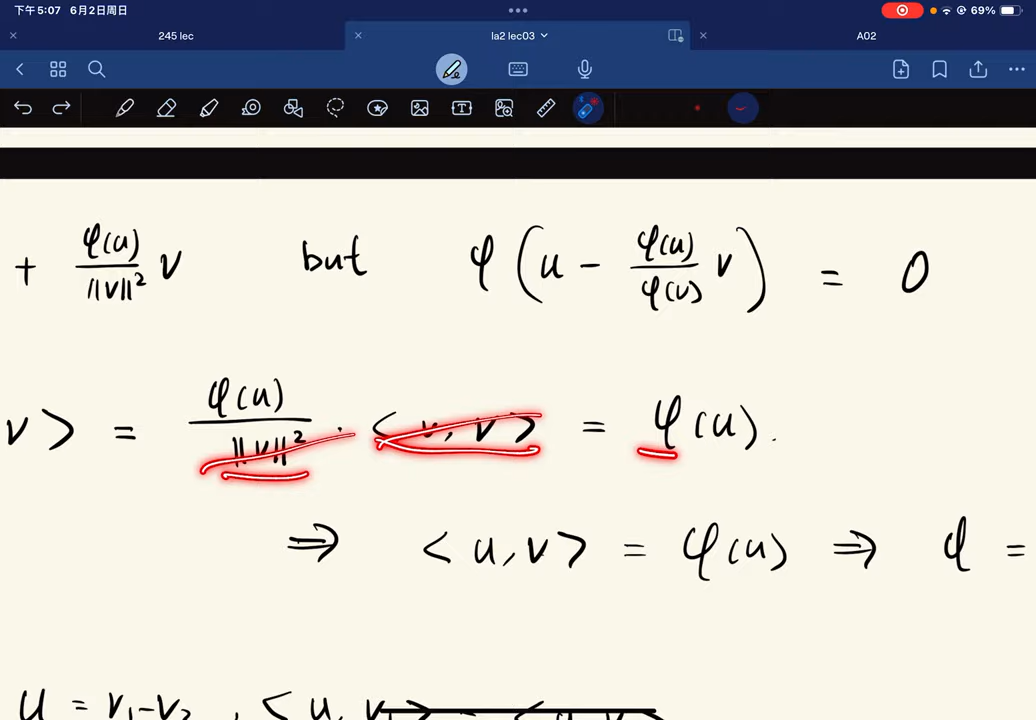 下午5:07 6月2日周日 69%
245 lec la2 lec03 A02
+ φ(u)/||v||² v but φ(u − φ(u)/φ(v) v) = 0
v> = φ(u)/||v||² · <v, v> = φ(u).
⇒ <u, v> = φ(u) ⇒ φ =
u = v₁−v₂, <u, v₁> = <u, v